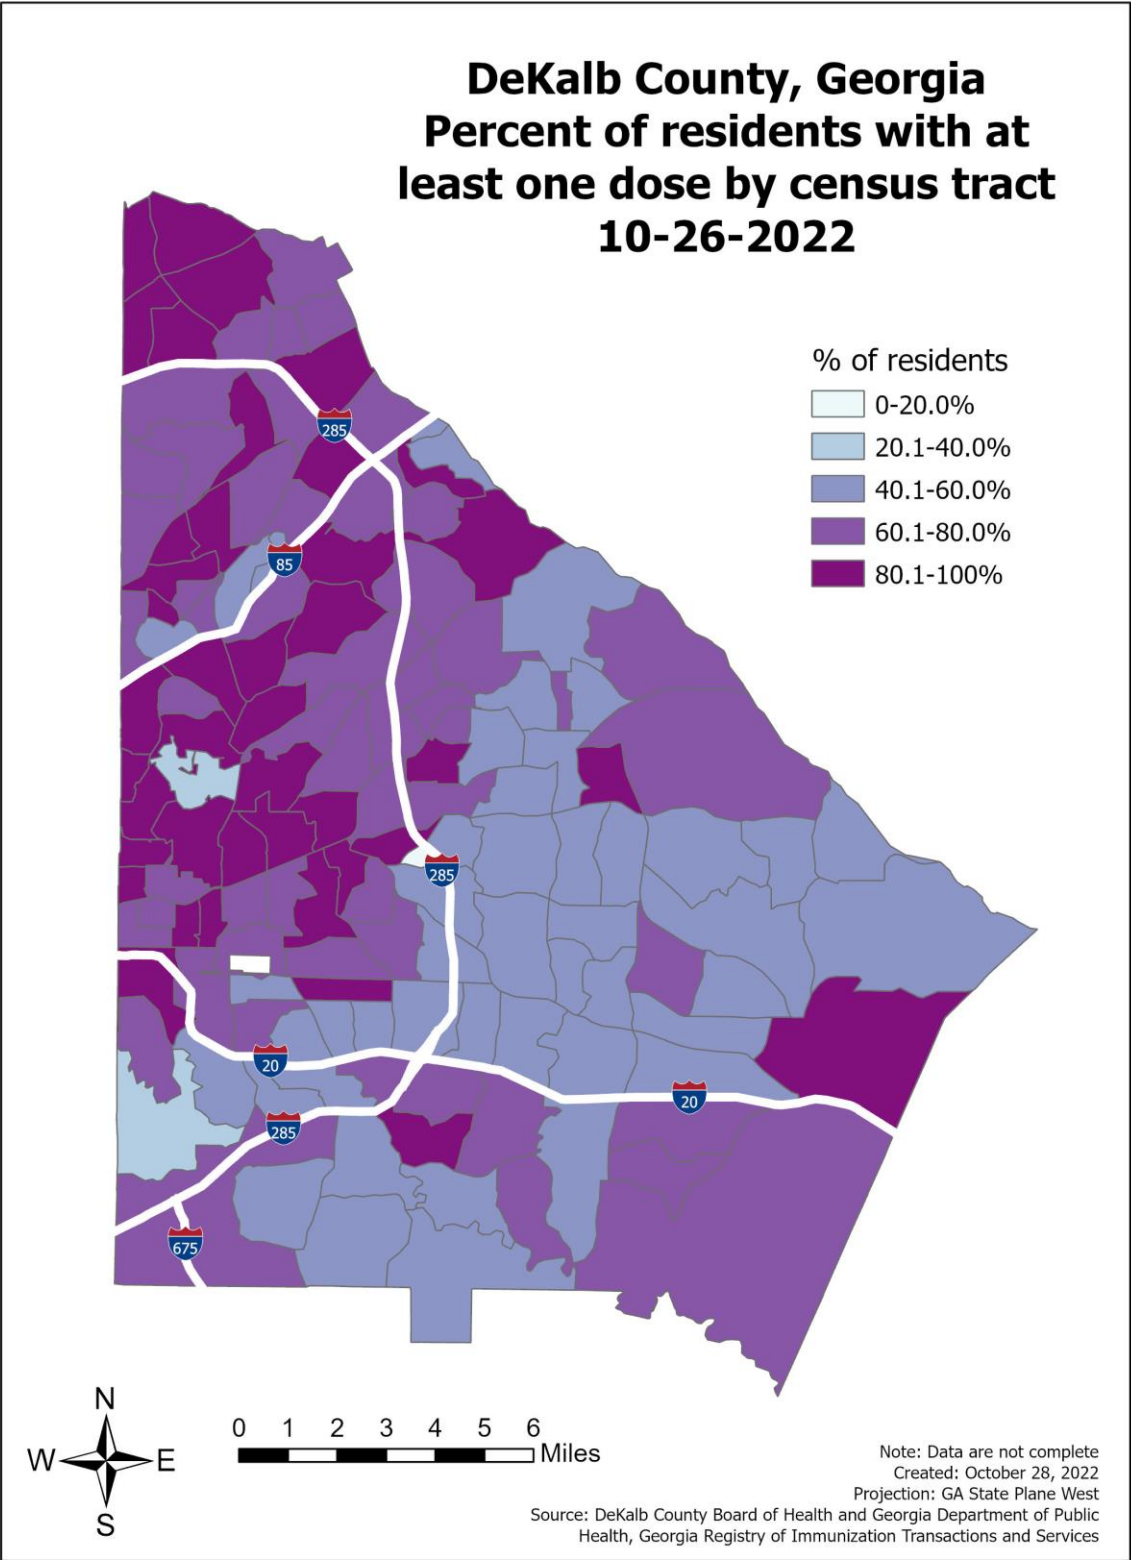 DeKalb County, Georgia
Percent of residents with at
least one dose by census tract
10-26-2022
% of residents
0-20.0%
20.1-40.0%
40.1-60.0%
60.1-80.0%
80.1-100%
285
85
285
20
20
285
675
N
W E
S
0 1 2 3 4 5 6
Miles
Note: Data are not complete
Created: October 28, 2022
Projection: GA State Plane West
Source: DeKalb County Board of Health and Georgia Department of Public
Health, Georgia Registry of Immunization Transactions and Services